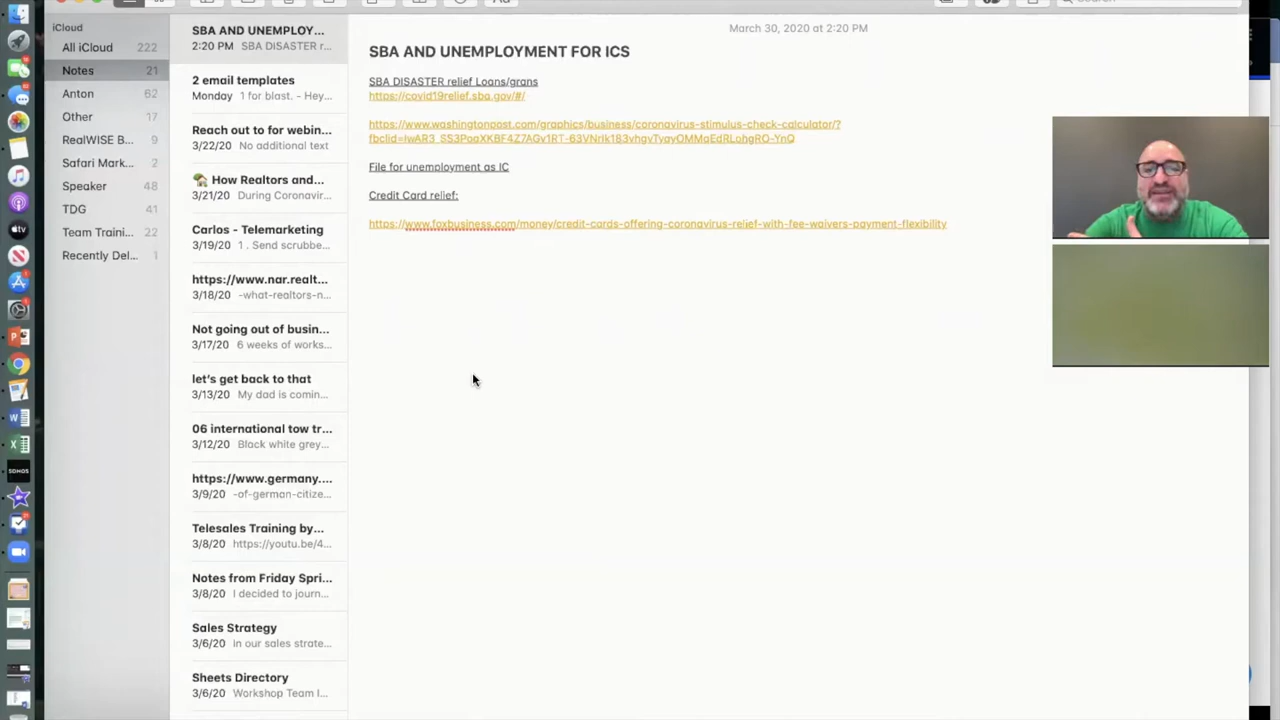 iCloud
All iCloud 222
Notes 21
Anton 62
Other 17
RealWISE B... 9
Safari Mark... 2
Speaker 48
TDG 41
Team Traini... 22
Recently Del... 1
SBA AND UNEMPLOY...
2:20 PM SBA DISASTER r...
2 email templates
Monday 1 for blast. - Hey...
Reach out to for webin...
3/22/20 No additional text
🏡 How Realtors and...
3/21/20 During Coronavir...
Carlos - Telemarketing
3/19/20 1 . Send scrubbe...
https://www.nar.realt...
3/18/20 -what-realtors-n...
Not going out of busin...
3/17/20 6 weeks of works...
let's get back to that
3/13/20 My dad is comin...
06 international tow tr...
3/12/20 Black white grey...
https://www.germany....
3/9/20 -of-german-citize...
Telesales Training by...
3/8/20 https://youtu.be/4...
Notes from Friday Spri...
3/8/20 I decided to journ...
Sales Strategy
3/6/20 In our sales strate...
Sheets Directory
3/6/20 Workshop Team I...
March 30, 2020 at 2:20 PM
SBA AND UNEMPLOYMENT FOR ICS
SBA DISASTER relief Loans/grans
https://covid19relief.sba.gov/#/
https://www.washingtonpost.com/graphics/business/coronavirus-stimulus-check-calculator/?
File for unemployment as IC
Credit Card relief:
https://www.foxbusiness.com/money/credit-cards-offering-coronavirus-relief-with-fee-waivers-payment-flexibility
SONOS